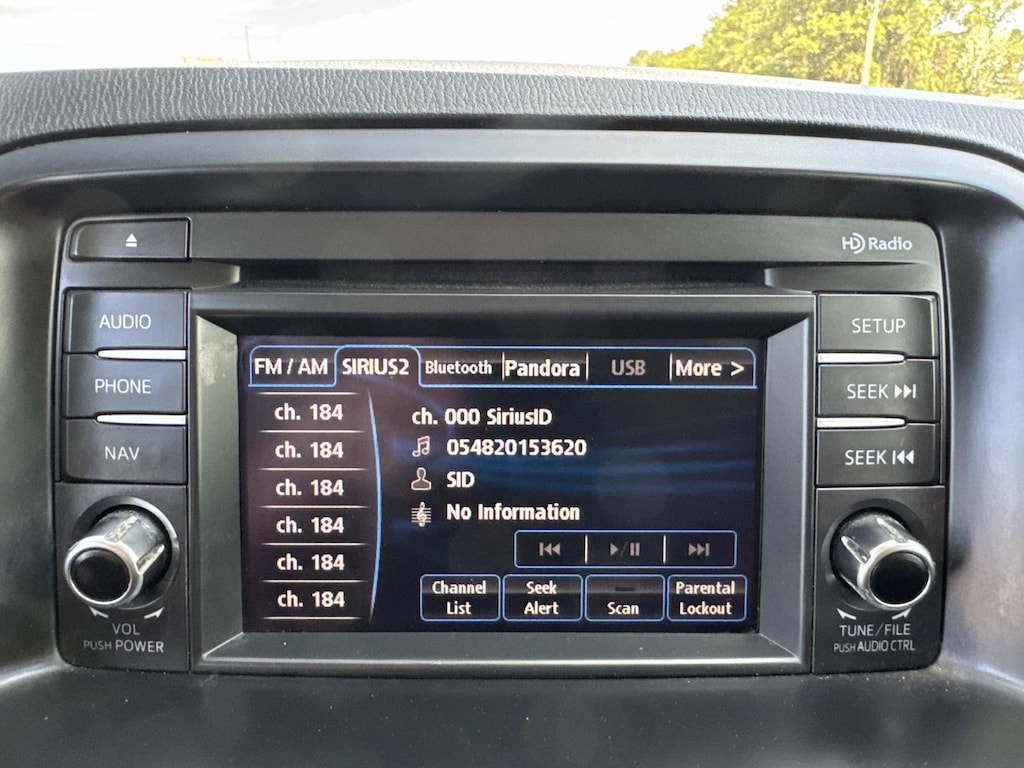 HD Radio
AUDIO
PHONE
NAV
VOL
PUSH POWER
FM / AM SIRIUS2 Bluetooth Pandora USB More >
ch. 184
ch. 184
ch. 184
ch. 184
ch. 184
ch. 184
ch. 000 SiriusID
054820153620
SID
No Information
Channel List
Seek Alert
Scan
Parental Lockout
SETUP
SEEK
SEEK
TUNE/FILE
PUSH AUDIO CTRL